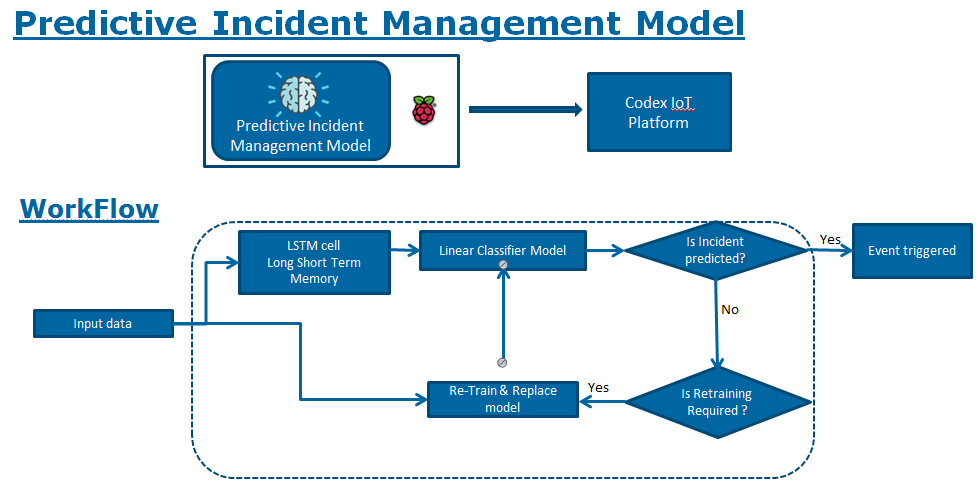 Predictive Incident Management Model
Predictive Incident
Management Model
Codex IoT
Platform
WorkFlow
LSTM cell
Long Short Term
Memory
Linear Classifier Model
Is Incident
predicted?
Yes
Event triggered
No
Input data
Re-Train & Replace
model
Yes
Is Retraining
Required ?